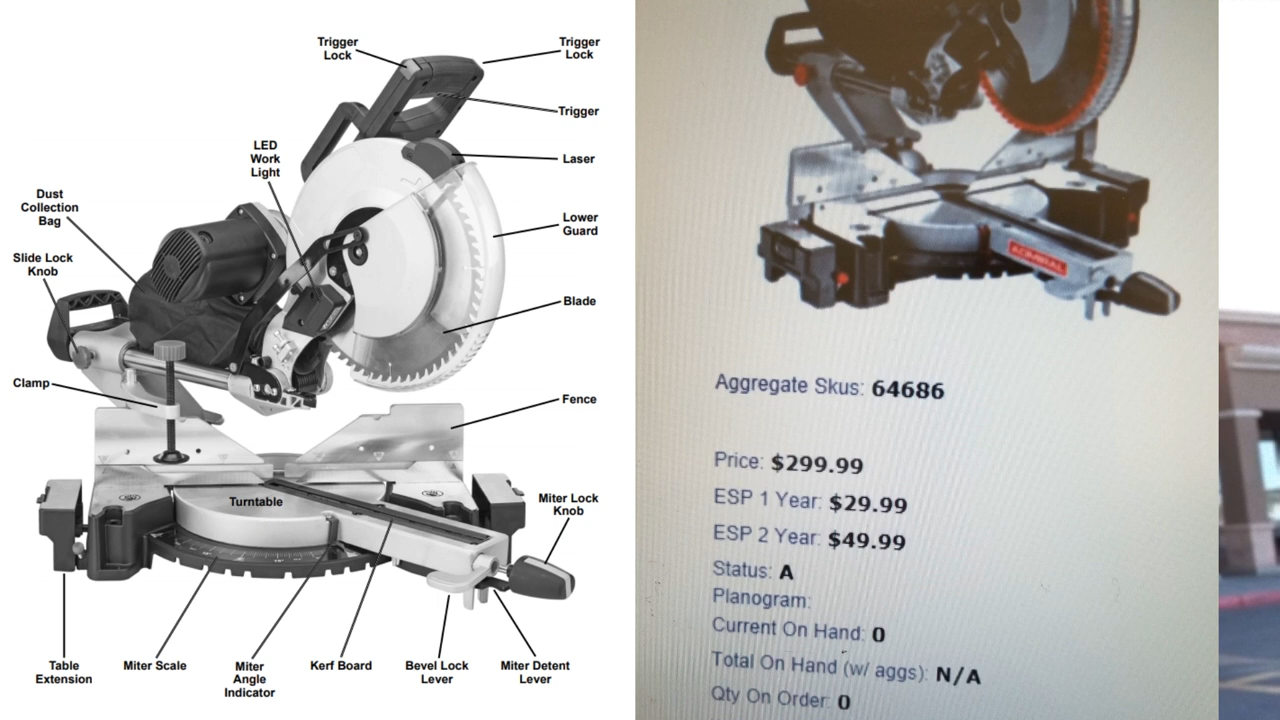 Trigger
Lock
Trigger
Lock
Trigger
LED
Work
Light
Laser
Dust
Collection
Bag
Lower
Guard
Slide Lock
Knob
Blade
Clamp
Fence
Turntable
Miter Lock
Knob
Table
Extension
Miter Scale
Miter
Angle
Indicator
Kerf Board
Bevel Lock
Lever
Miter Detent
Lever
ADMIRAL
Aggregate Skus: 64686
Price: $299.99
ESP 1 Year: $29.99
ESP 2 Year: $49.99
Status: A
Planogram:
Current On Hand: 0
Total On Hand (w/ aggs): N/A
Qty On Order: 0